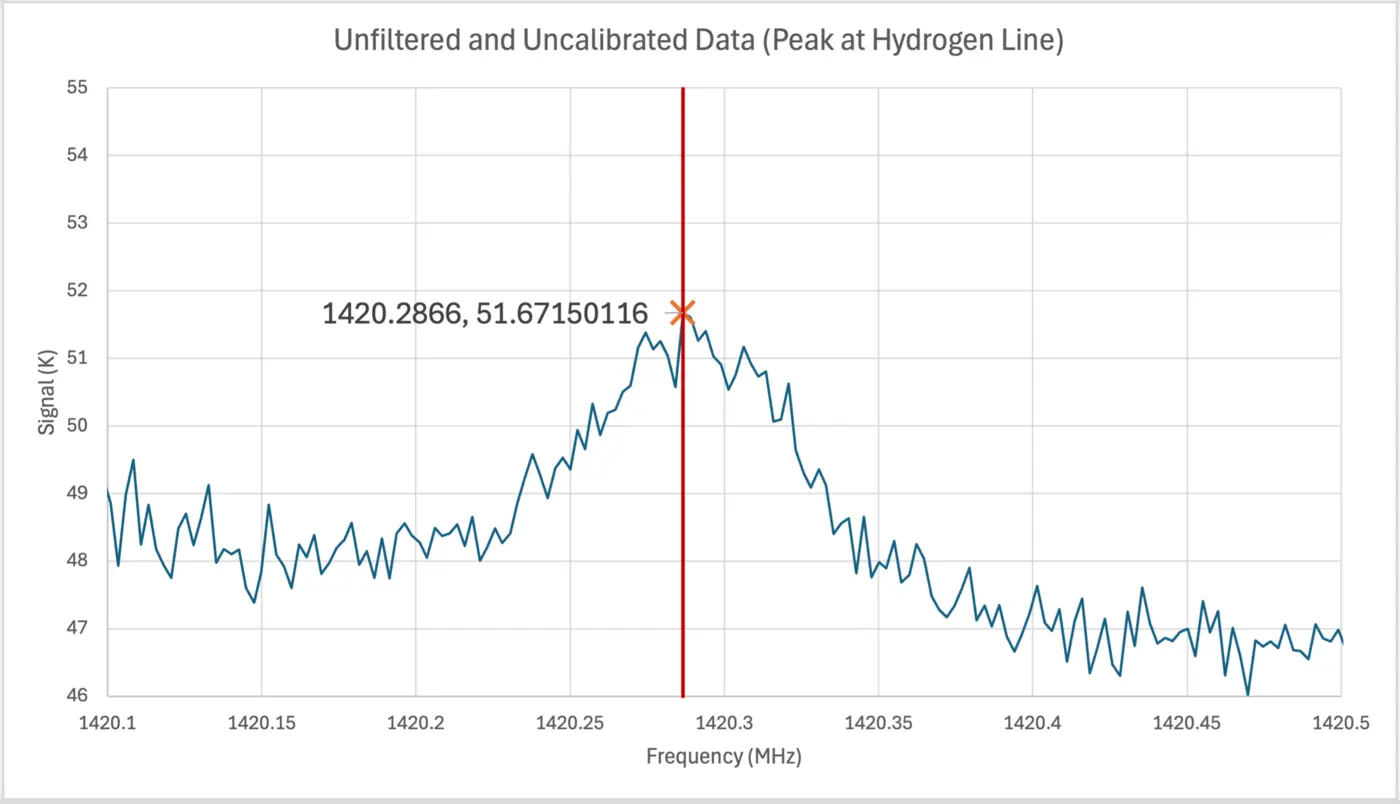 Unfiltered and Uncalibrated Data (Peak at Hydrogen Line)
55
54
53
52
1420.2866, 51.67150116
51
Signal (K)
50
49
48
47
46
1420.1 1420.15 1420.2 1420.25 1420.3 1420.35 1420.4 1420.45 1420.5
Frequency (MHz)